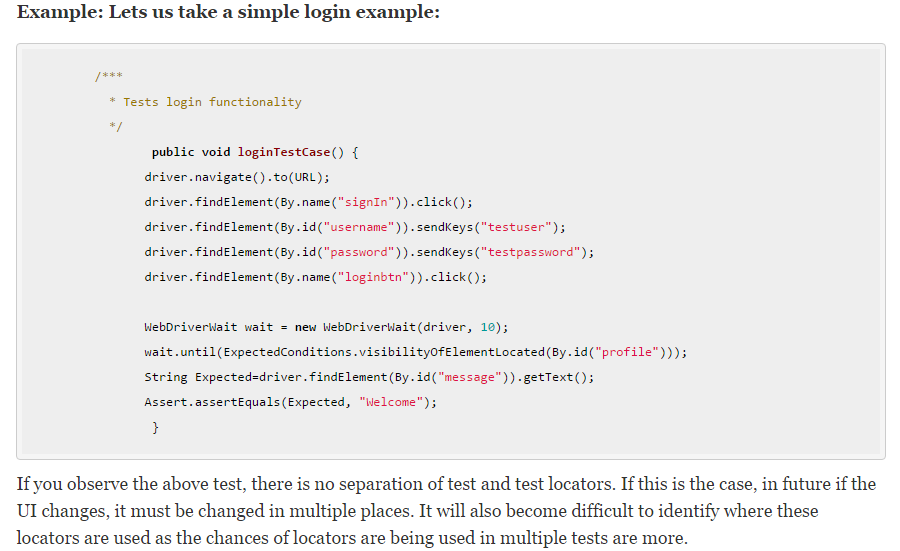 Example: Lets us take a simple login example:
/***
* Tests login functionality
*/
public void loginTestCase() {
driver.navigate().to(URL);
driver.findElement(By.name("signIn")).click();
driver.findElement(By.id("username")).sendKeys("testuser");
driver.findElement(By.id("password")).sendKeys("testpassword");
driver.findElement(By.name("loginbtn")).click();
WebDriverWait wait = new WebDriverWait(driver, 10);
wait.until(ExpectedConditions.visibilityOfElementLocated(By.id("profile")));
String Expected=driver.findElement(By.id("message")).getText();
Assert.assertEquals(Expected, "Welcome");
}
If you observe the above test, there is no separation of test and test locators. If this is the case, in future if the
UI changes, it must be changed in multiple places. It will also become difficult to identify where these
locators are used as the chances of locators are being used in multiple tests are more.